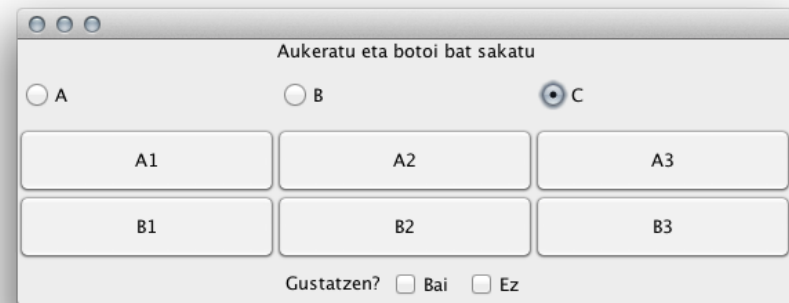 Aukeratu eta botoi bat sakatu
A B C
A1 A2 A3
B1 B2 B3
Gustatzen? Bai Ez